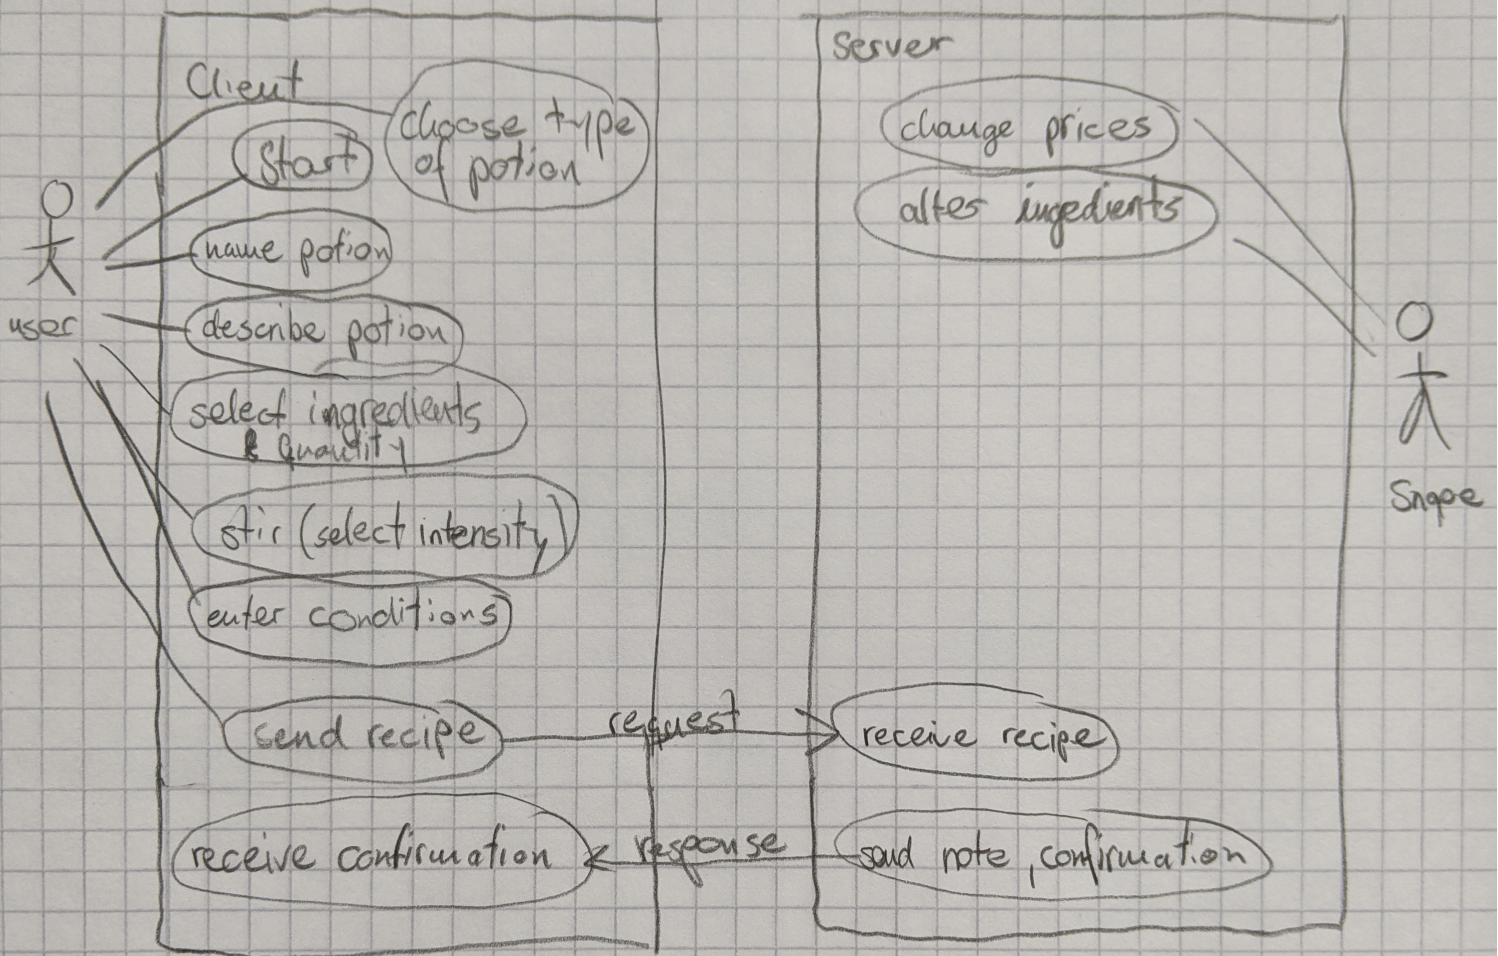 Client
choose type
of potion
Start
name potion
describe potion
select ingredients
& Quantity
stir (select intensity)
enter conditions
send recipe
receive confirmation
user
request
response
Server
change prices
alter ingedients
receive recipe
send note, confirmation
Snape